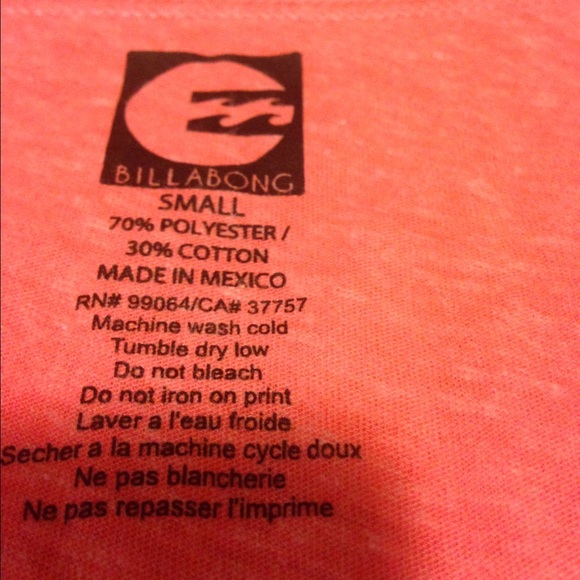 BILLABONG
SMALL
70% POLYESTER /
30% COTTON
MADE IN MEXICO
RN# 99064/CA# 37757
Machine wash cold
Tumble dry low
Do not bleach
Do not iron on print
Laver a l'eau froide
Secher a la machine cycle doux
Ne pas blancherie
Ne pas repasser l'imprime